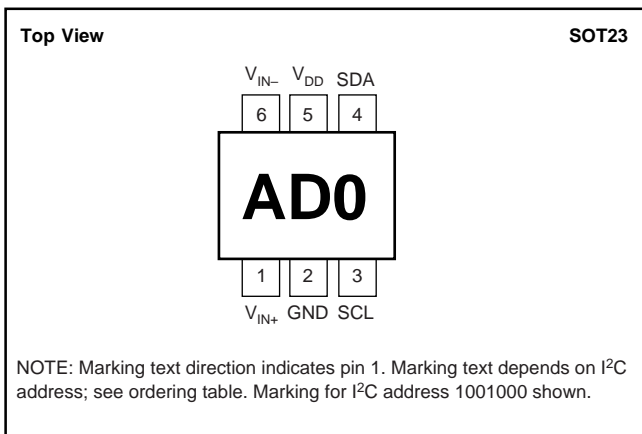 Top View SOT23
V_IN– V_DD SDA
6 5 4
AD0
1 2 3
V_IN+ GND SCL
NOTE: Marking text direction indicates pin 1. Marking text depends on I²C
address; see ordering table. Marking for I²C address 1001000 shown.